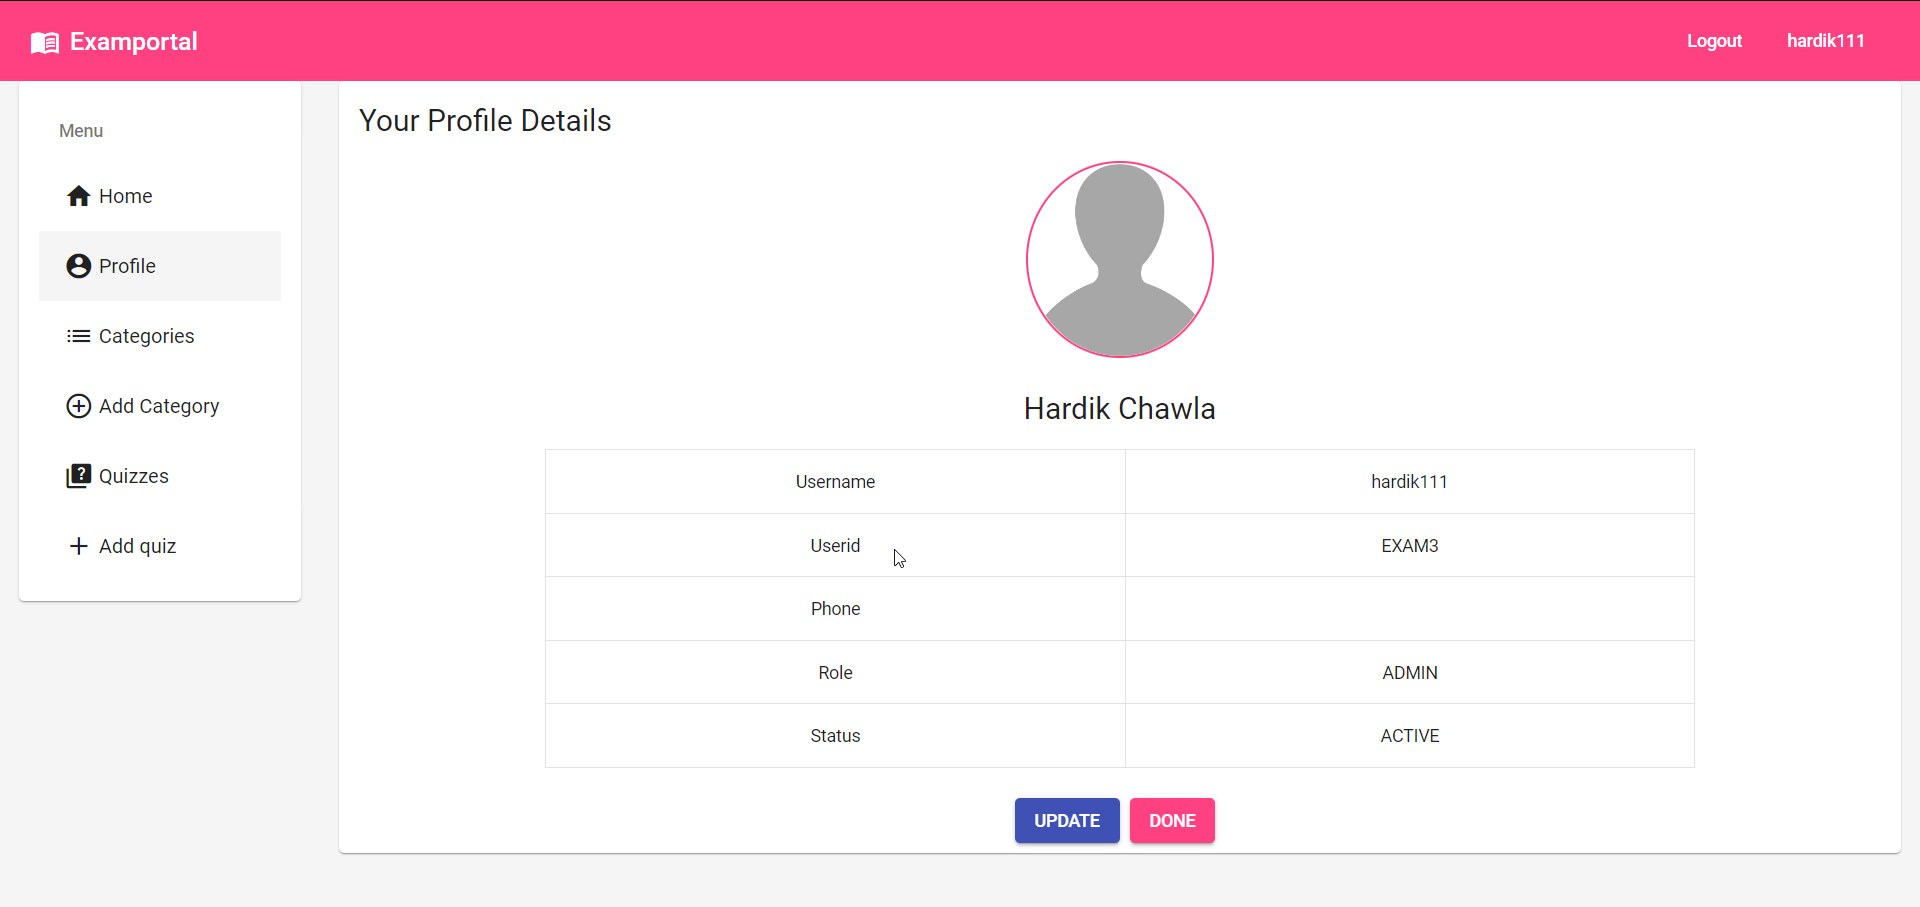 Examportal
Logout hardik111
Menu
Home
Profile
Categories
Add Category
Quizzes
Add quiz
Your Profile Details
Hardik Chawla
Username hardik111
Userid EXAM3
Phone
Role ADMIN
Status ACTIVE
UPDATE DONE